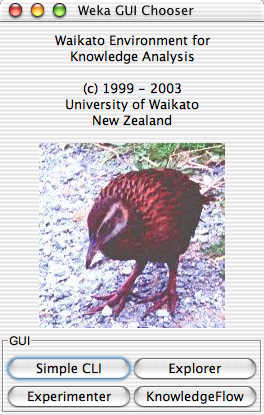 Weka GUI Chooser
Waikato Environment for
Knowledge Analysis
(c) 1999 - 2003
University of Waikato
New Zealand
GUI
Simple CLI
Explorer
Experimenter
KnowledgeFlow